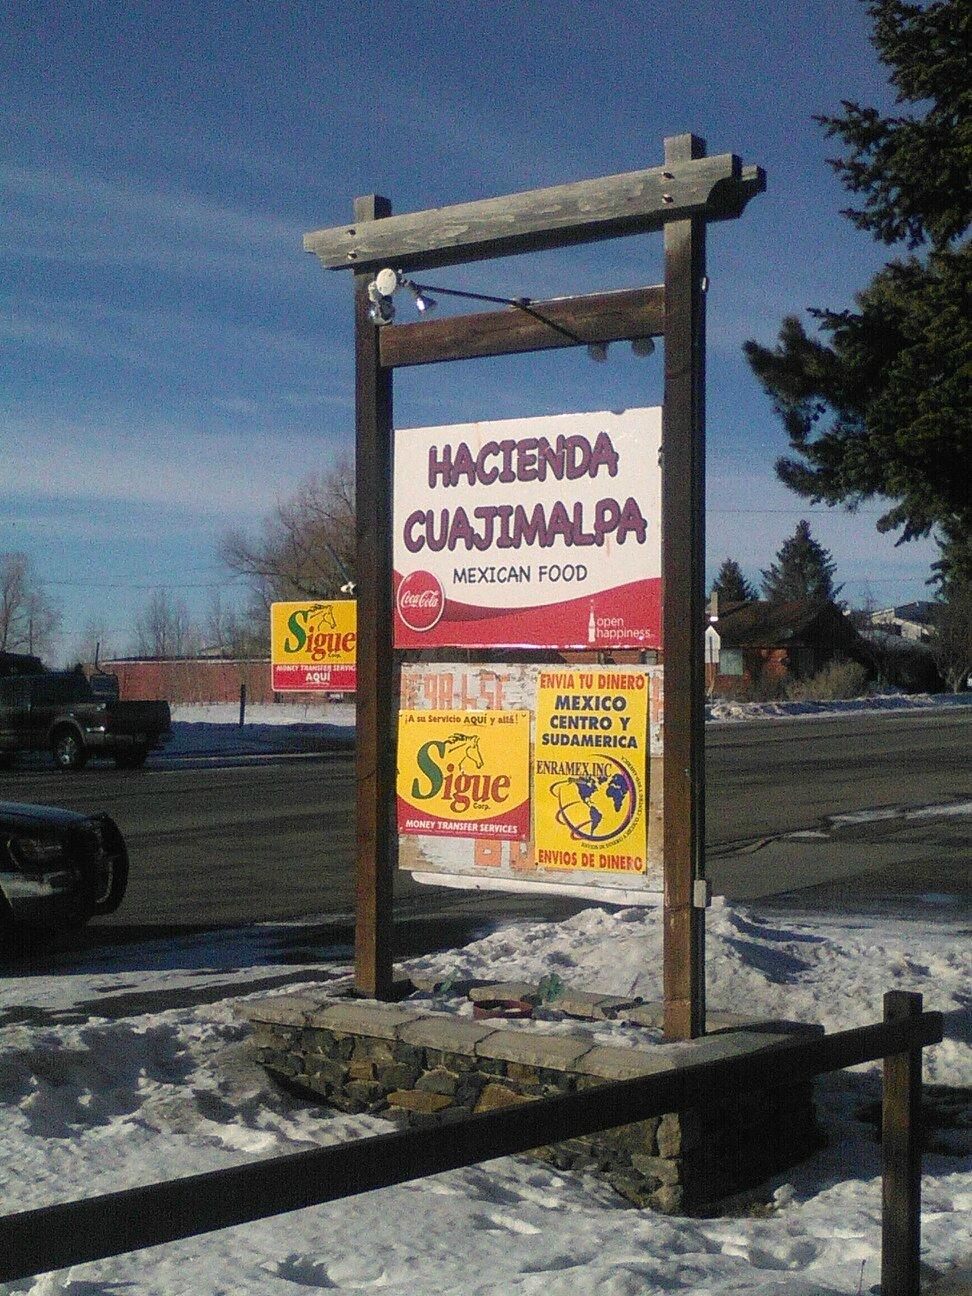 HACIENDA
CUAJIMALPA
MEXICAN FOOD
Coca-Cola
open
happiness
Sigue
Corp.
MONEY TRANSFER SERVICES
AQUÍ
¡A su Servicio AQUÍ y allá!
Sigue
Corp.
MONEY TRANSFER SERVICES
ENVIA TU DINERO
MEXICO
CENTRO Y
SUDAMERICA
ENRAMEX,INC
ENVIOS DE DINERO